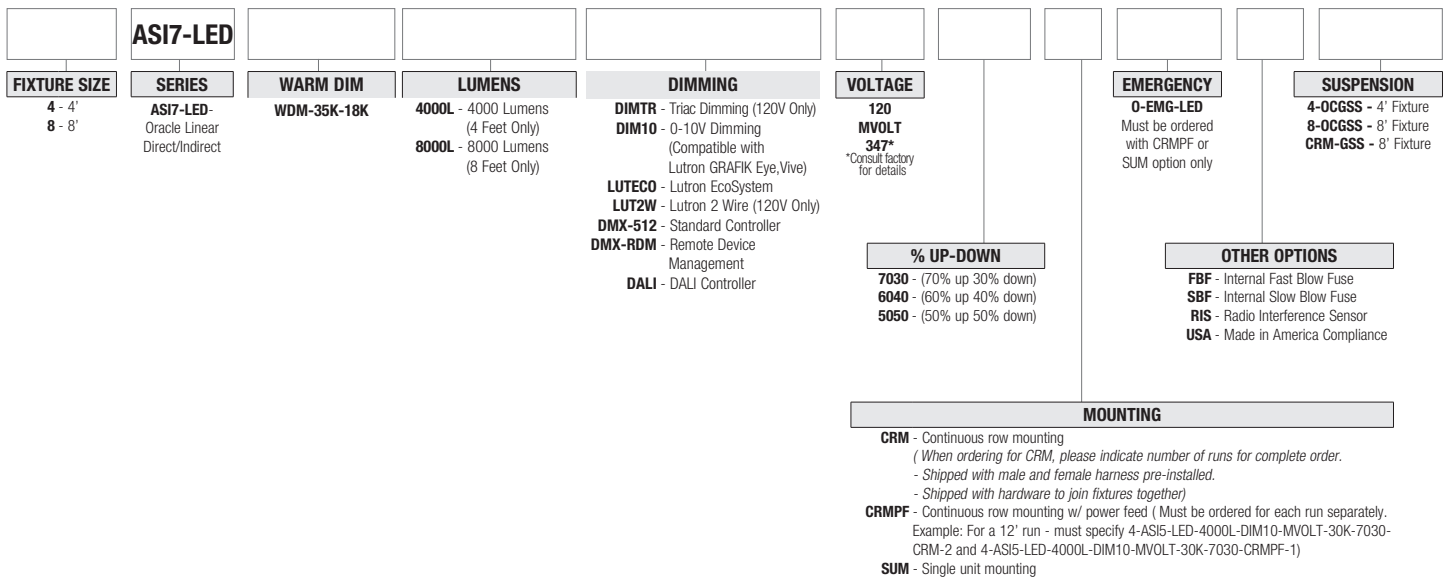 ASI7-LED
FIXTURE SIZE
4 - 4'
8 - 8'
SERIES
ASI7-LED-
Oracle Linear
Direct/Indirect
WARM DIM
WDM-35K-18K
LUMENS
4000L - 4000 Lumens
(4 Feet Only)
8000L - 8000 Lumens
(8 Feet Only)
DIMMING
DIMTR - Triac Dimming (120V Only)
DIM10 - 0-10V Dimming
(Compatible with
Lutron GRAFIK Eye,Vive)
LUTECO - Lutron EcoSystem
LUT2W - Lutron 2 Wire (120V Only)
DMX-512 - Standard Controller
DMX-RDM - Remote Device
Management
DALI - DALI Controller
VOLTAGE
120
MVOLT
347*
*Consult factory
for details
EMERGENCY
O-EMG-LED
Must be ordered
with CRMPF or
SUM option only
SUSPENSION
4-OCGSS - 4' Fixture
8-OCGSS - 8' Fixture
CRM-GSS - 8' Fixture
% UP-DOWN
7030 - (70% up 30% down)
6040 - (60% up 40% down)
5050 - (50% up 50% down)
OTHER OPTIONS
FBF - Internal Fast Blow Fuse
SBF - Internal Slow Blow Fuse
RIS - Radio Interference Sensor
USA - Made in America Compliance
MOUNTING
CRM - Continuous row mounting
( When ordering for CRM, please indicate number of runs for complete order.
- Shipped with male and female harness pre-installed.
- Shipped with hardware to join fixtures together)
CRMPF - Continuous row mounting w/ power feed ( Must be ordered for each run separately.
Example: For a 12' run - must specify 4-ASI5-LED-4000L-DIM10-MVOLT-30K-7030-
CRM-2 and 4-ASI5-LED-4000L-DIM10-MVOLT-30K-7030-CRMPF-1)
SUM - Single unit mounting